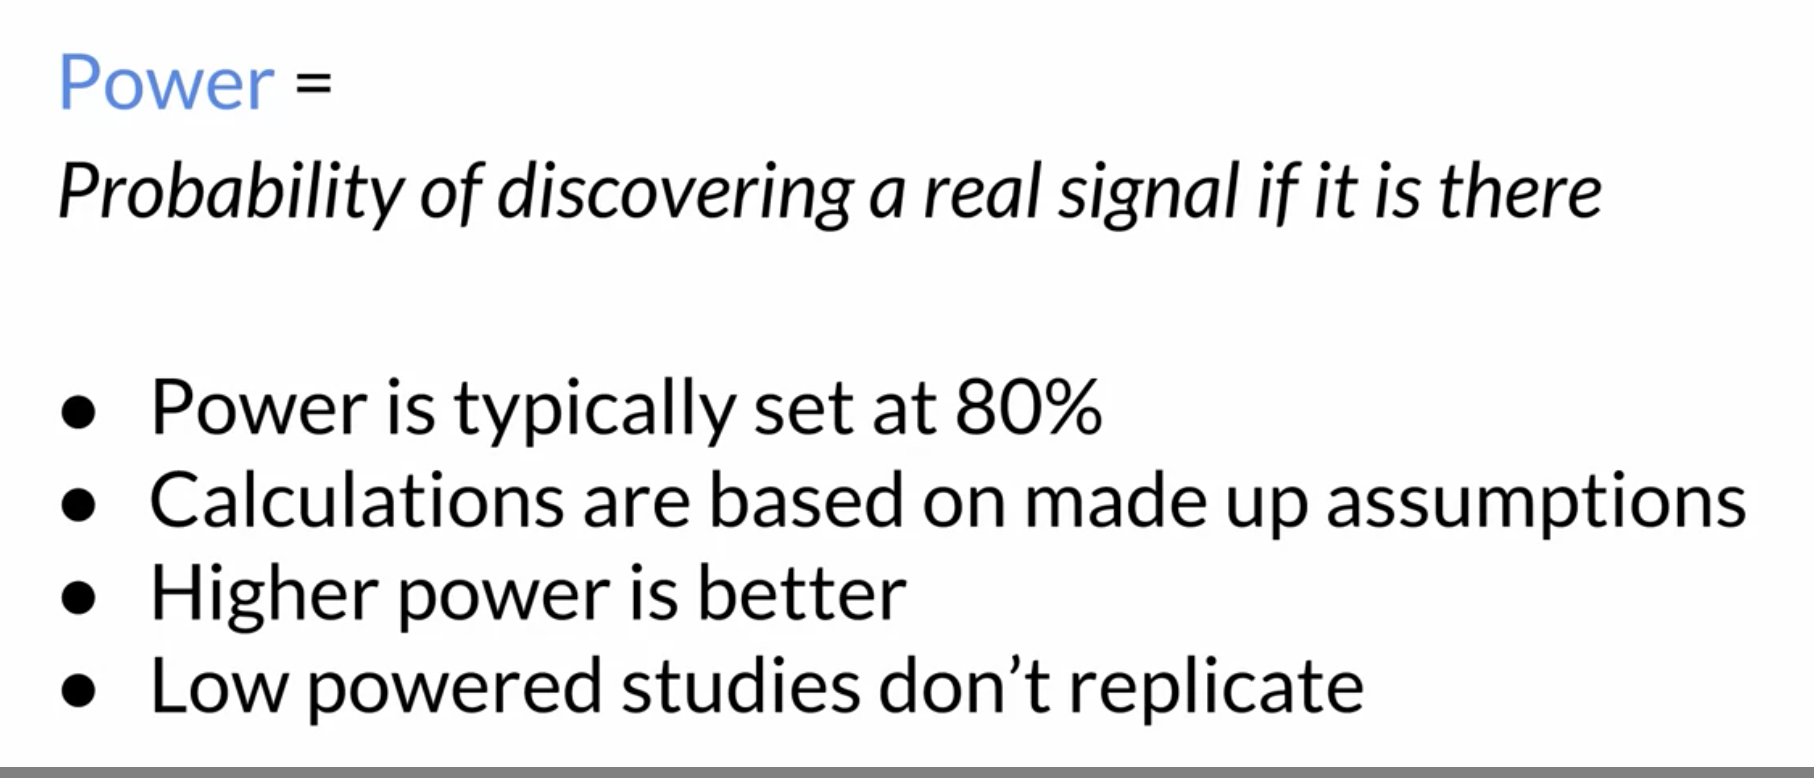 Power =
Probability of discovering a real signal if it is there
● Power is typically set at 80%
● Calculations are based on made up assumptions
● Higher power is better
● Low powered studies don’t replicate